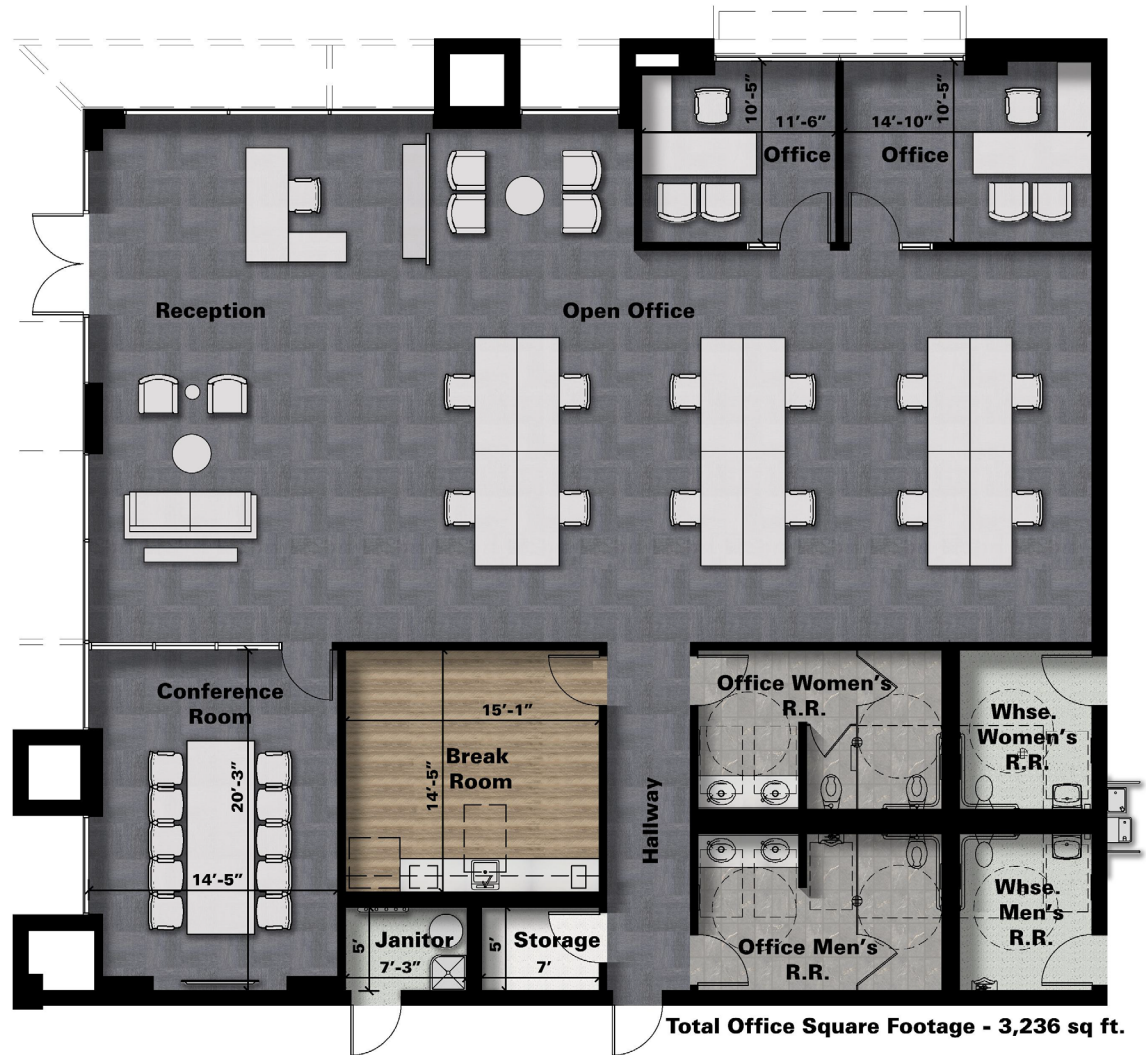 10’-5”
10’-5”
11’-6”
14’-10”
Office
Office
Reception
Open Office
Conference
Room
20’-3”
14’-5”
15’-1”
Break
Room
14’-5”
Hallway
Office Women’s
R.R.
Whse.
Women’s
R.R.
Office Men’s
R.R.
Whse.
Men’s
R.R.
Janitor
5’
7’-3”
Storage
5’
7’
Total Office Square Footage - 3,236 sq ft.